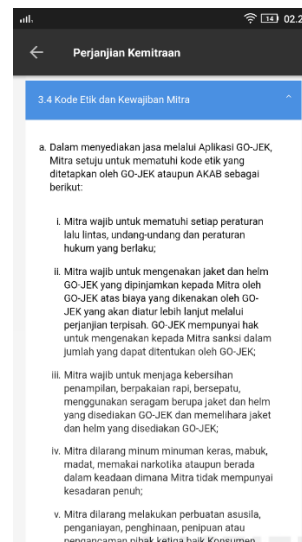 14 02.2
Perjanjian Kemitraan
3.4 Kode Etik dan Kewajiban Mitra
a. Dalam menyediakan jasa melalui Aplikasi GO-JEK,
Mitra setuju untuk mematuhi kode etik yang
ditetapkan oleh GO-JEK ataupun AKAB sebagai
berikut:
i. Mitra wajib untuk mematuhi setiap peraturan
lalu lintas, undang-undang dan peraturan
hukum yang berlaku;
ii. Mitra wajib untuk mengenakan jaket dan helm
GO-JEK yang dipinjamkan kepada Mitra oleh
GO-JEK atas biaya yang dikenakan oleh GO-
JEK yang akan diatur lebih lanjut melalui
perjanjian terpisah. GO-JEK mempunyai hak
untuk mengenakan kepada Mitra sanksi dalam
jumlah yang dapat ditentukan oleh GO-JEK;
iii. Mitra wajib untuk menjaga kebersihan
penampilan, berpakaian rapi, bersepatu,
menggunakan seragam berupa jaket dan helm
yang disediakan GO-JEK dan memelihara jaket
dan helm yang disediakan GO-JEK;
iv. Mitra dilarang minum minuman keras, mabuk,
madat, memakai narkotika ataupun berada
dalam keadaan dimana Mitra tidak mempunyai
kesadaran penuh;
v. Mitra dilarang melakukan perbuatan asusila,
penganiayan, penghinaan, penipuan atau
pengancaman pihak ketiga baik Konsumen